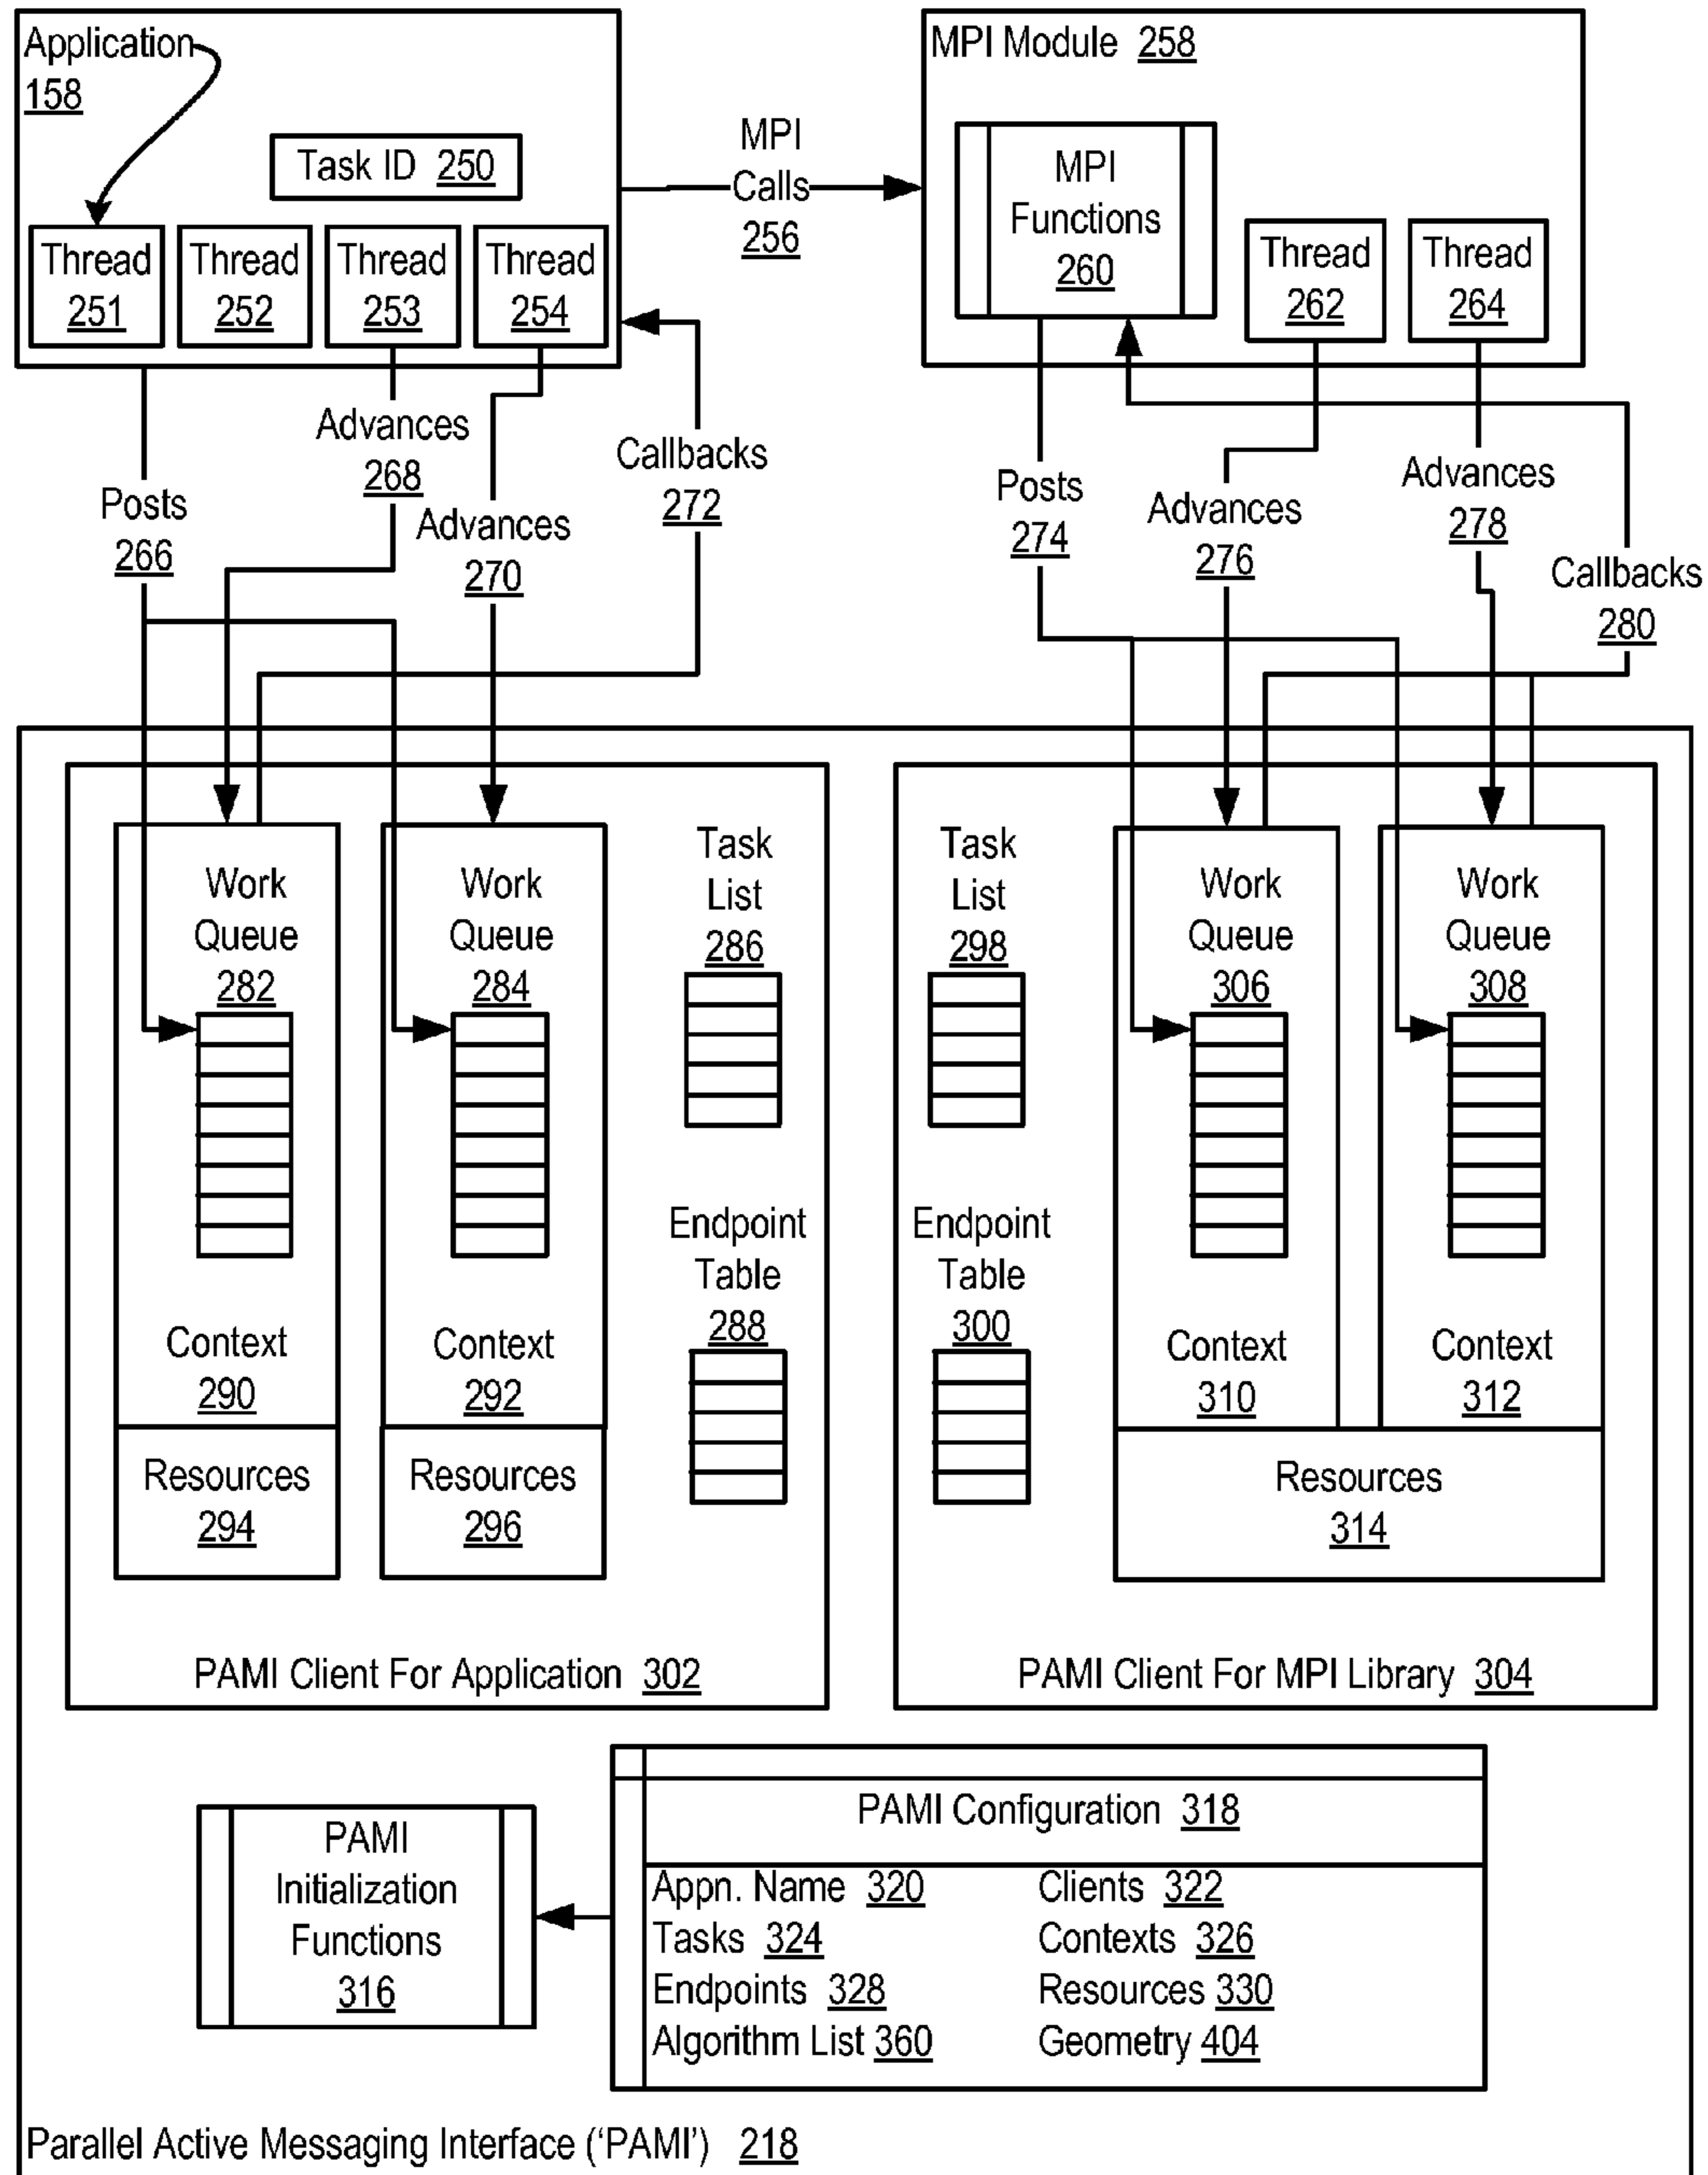 Application
158
Task ID 250
Thread
251
Thread
252
Thread
253
Thread
254
MPI
Calls
256
MPI Module 258
MPI
Functions
260
Thread
262
Thread
264
Posts
266
Advances
268
Advances
270
Callbacks
272
Posts
274
Advances
276
Advances
278
Callbacks
280
Work
Queue
282
Context
290
Resources
294
Work
Queue
284
Context
292
Resources
296
Task
List
286
Endpoint
Table
288
PAMI Client For Application 302
Task
List
298
Endpoint
Table
300
Work
Queue
306
Context
310
Work
Queue
308
Context
312
Resources
314
PAMI Client For MPI Library 304
PAMI
Initialization
Functions
316
PAMI Configuration 318
Appn. Name 320 Clients 322
Tasks 324 Contexts 326
Endpoints 328 Resources 330
Algorithm List 360 Geometry 404
Parallel Active Messaging Interface (‘PAMI’) 218